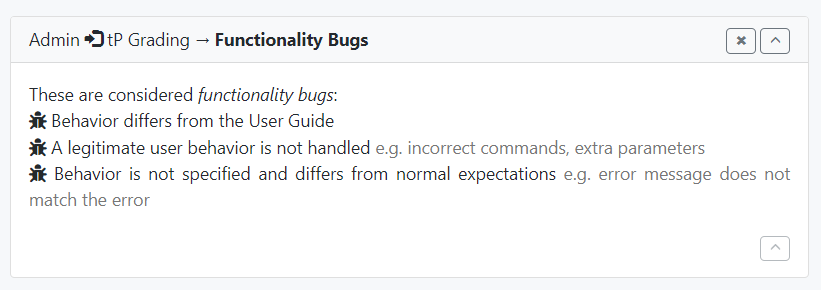 Admin tP Grading → Functionality Bugs
These are considered functionality bugs:
Behavior differs from the User Guide
A legitimate user behavior is not handled e.g. incorrect commands, extra parameters
Behavior is not specified and differs from normal expectations e.g. error message does not
match the error